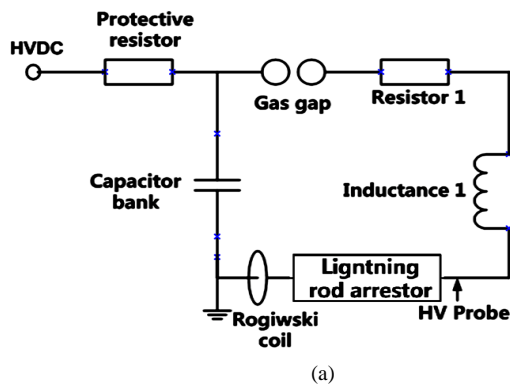 Protective
resistor
HVDC
Gas gap
Resistor 1
Capacitor
bank
Inductance 1
Ligntning
rod arrestor
HV Probe
Rogiwski
coil
(a)